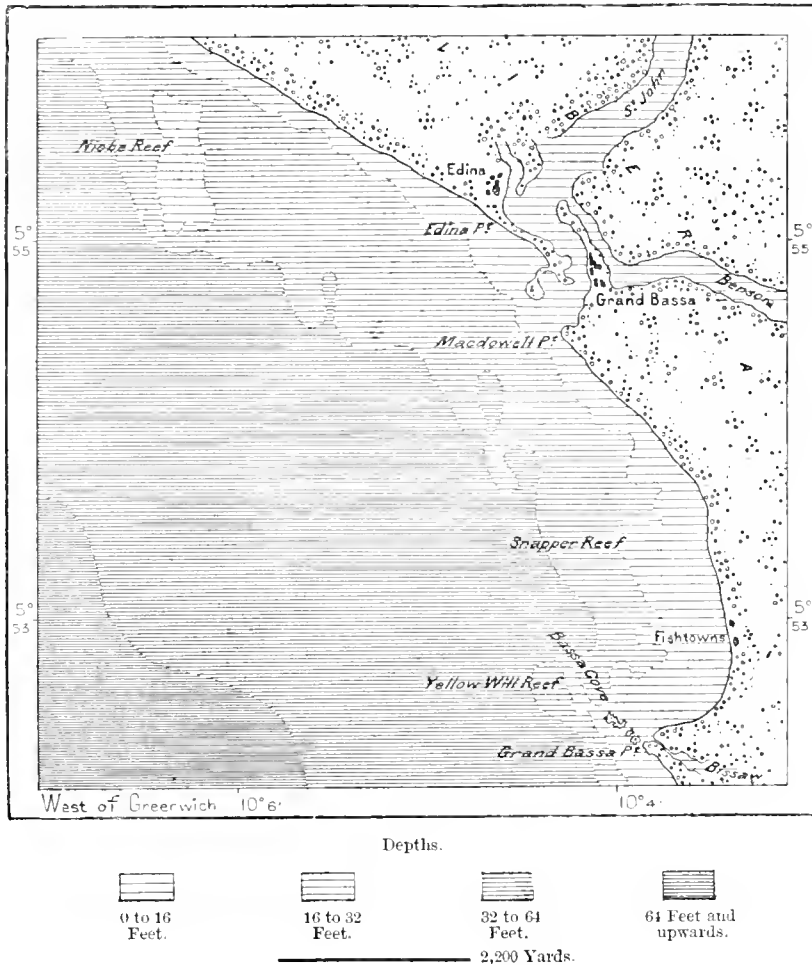 LIBERIA
St John
Nioba Reef
Edina
Edina Pt
5°
55
5°
55
Benson
Grand Bassa
Macdowell Pt
Snapper Reef
5°
53
5°
53
Fishtowns
Bassa Cove
Yellow Will Reef
Grand Bassa Pt
Bissaw
West of Greenwich 10°6′ 10°4′
Depths.
0 to 16 Feet.
16 to 32 Feet.
32 to 64 Feet.
64 Feet and upwards.
2,200 Yards.